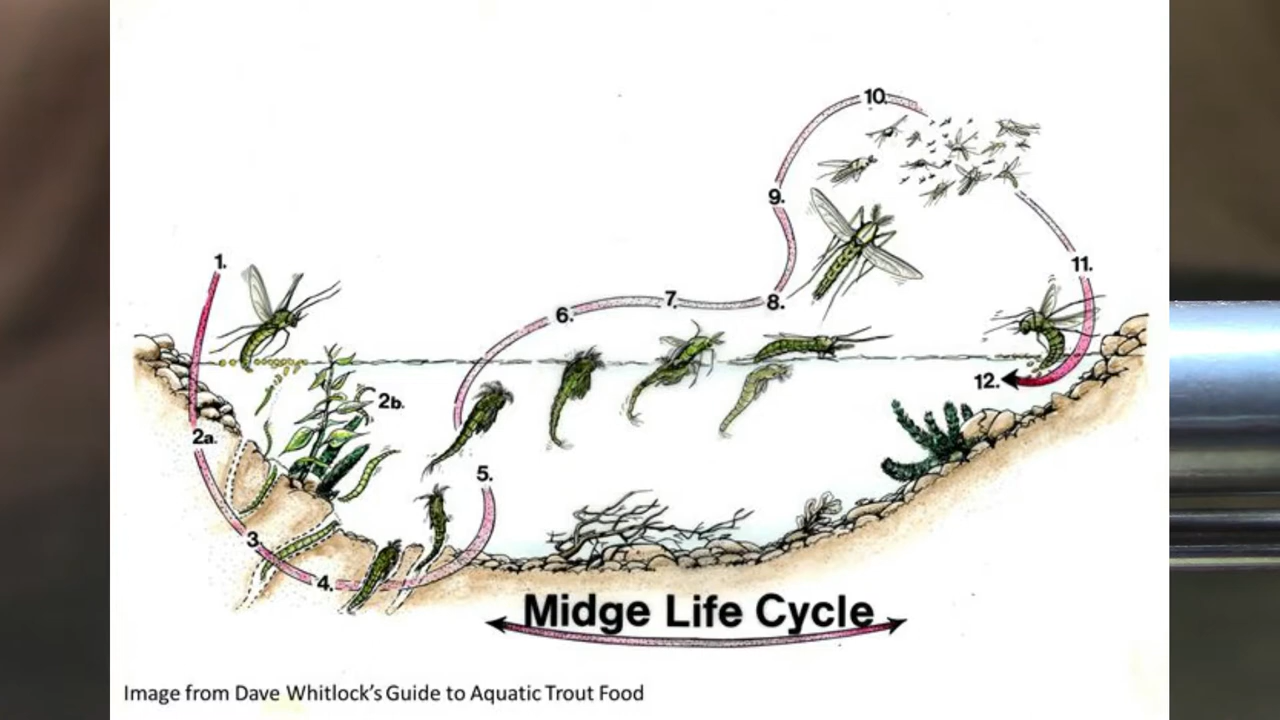 10.
9.
1.
11.
6.
7.
8.
12.
2b.
2a.
5.
3.
4.
Midge Life Cycle
Image from Dave Whitlock's Guide to Aquatic Trout Food